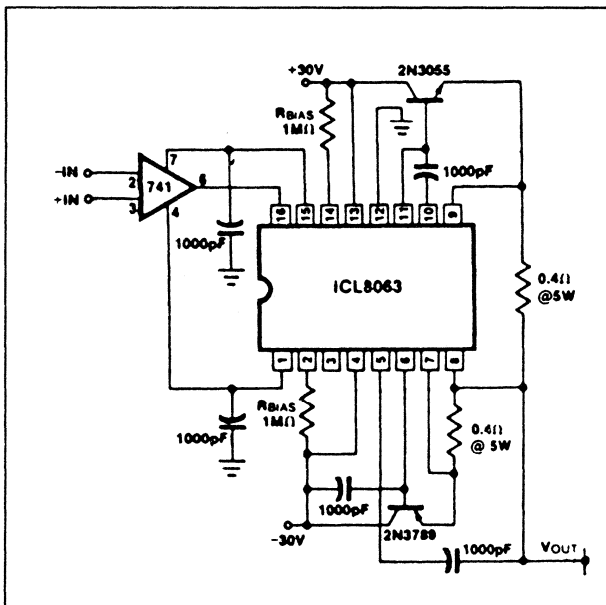 +30V
2N3055
RBIAS
1MΩ
-IN
+IN
2
3
7
741
6
4
1000pF
1000pF
16
15
14
13
12
11
10
9
ICL8063
0.4Ω
@5W
1
2
3
4
5
6
7
8
RBIAS
1MΩ
1000pF
0.4Ω
@ 5W
1000pF
-30V
2N3789
1000pF
VOUT